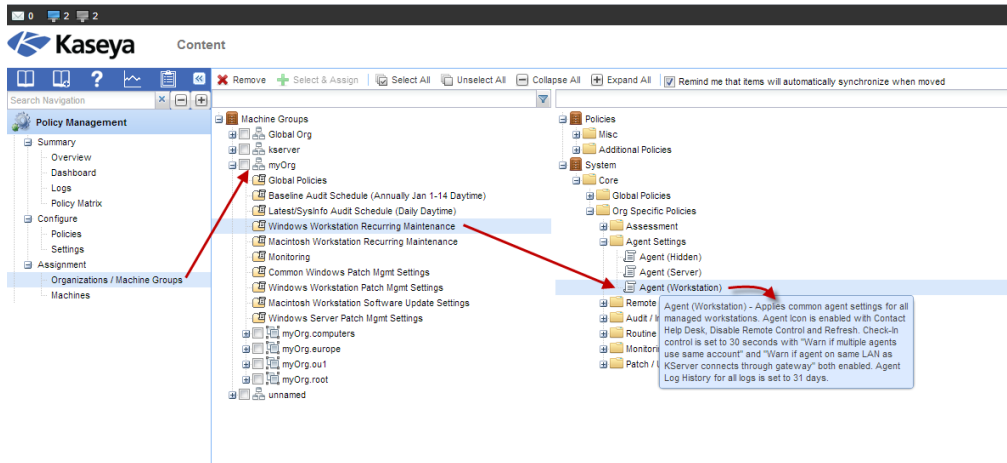 0 2 2
Kaseya Content
Remove Select & Assign Select All Unselect All Collapse All Expand All Remind me that items will automatically synchronize when moved
Search Navigation
Policy Management
Summary
Overview
Dashboard
Logs
Policy Matrix
Configure
Policies
Settings
Assignment
Organizations / Machine Groups
Machines
Machine Groups
Global Org
kserver
myOrg
Global Policies
Baseline Audit Schedule (Annually Jan 1-14 Daytime)
Latest/SysInfo Audit Schedule (Daily Daytime)
Windows Workstation Recurring Maintenance
Macintosh Workstation Recurring Maintenance
Monitoring
Common Windows Patch Mgmt Settings
Windows Workstation Patch Mgmt Settings
Macintosh Workstation Software Update Settings
Windows Server Patch Mgmt Settings
myOrg.computers
myOrg.europe
myOrg.ou1
myOrg.root
unnamed
Policies
Misc
Additional Policies
System
Core
Global Policies
Org Specific Policies
Assessment
Agent Settings
Agent (Hidden)
Agent (Server)
Agent (Workstation)
Remote
Audit / I
Routine
Monitori
Patch / U
Agent (Workstation) - Applies common agent settings for all
managed workstations. Agent Icon is enabled with Contact
Help Desk, Disable Remote Control and Refresh. Check-In
control is set to 30 seconds with "Warn if multiple agents
use same account" and "Warn if agent on same LAN as
KServer connects through gateway" both enabled. Agent
Log History for all logs is set to 31 days.